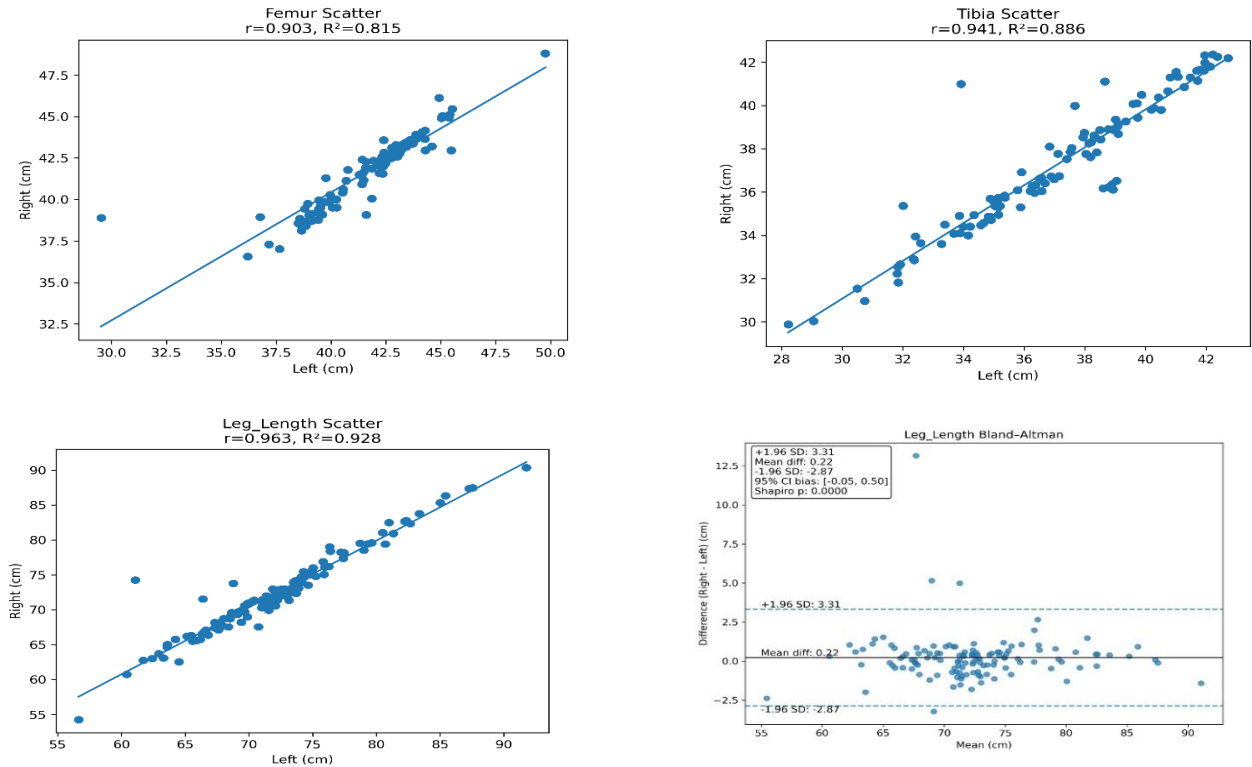 Femur Scatter
r=0.903, R²=0.815
47.5
45.0
42.5
40.0
37.5
35.0
32.5
Right (cm)
30.0 32.5 35.0 37.5 40.0 42.5 45.0 47.5 50.0
Left (cm)
Tibia Scatter
r=0.941, R²=0.886
42
40
38
36
34
32
30
Right (cm)
28 30 32 34 36 38 40 42
Left (cm)
Leg_Length Scatter
r=0.963, R²=0.928
90
85
80
75
70
65
60
55
Right (cm)
55 60 65 70 75 80 85 90
Left (cm)
Leg_Length Bland–Altman
+1.96 SD: 3.31
Mean diff: 0.22
-1.96 SD: -2.87
95% CI bias: [-0.05, 0.50]
Shapiro p: 0.0000
12.5
10.0
7.5
5.0
2.5
0.0
−2.5
Difference (Right - Left) (cm)
+1.96 SD: 3.31
Mean diff: 0.22
-1.96 SD: -2.87
55 60 65 70 75 80 85 90
Mean (cm)